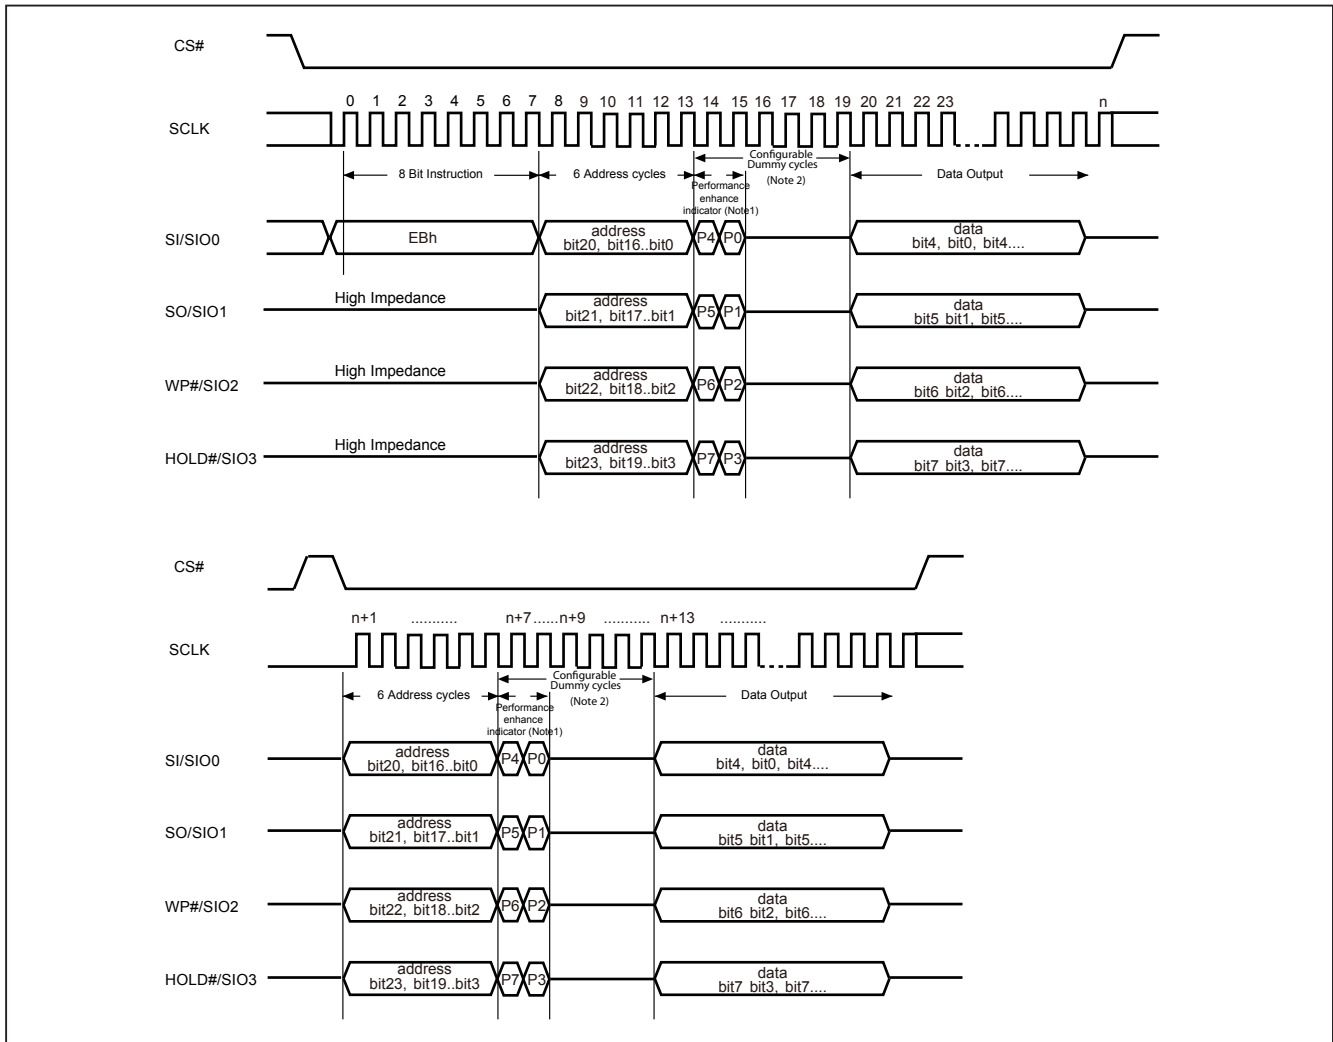 CS#
0 1 2 3 4 5 6 7 8 9 10 11 12 13 14 15 16 17 18 19 20 21 22 23 n
SCLK
Configurable
Dummy cycles
(Note 2)
8 Bit Instruction
6 Address cycles
Performance
enhance
indicator (Note1)
Data Output
SI/SIO0
EBh
address
bit20, bit16..bit0
P4 P0
data
bit4, bit0, bit4....
SO/SIO1
High Impedance
address
bit21, bit17..bit1
P5 P1
data
bit5 bit1, bit5....
WP#/SIO2
High Impedance
address
bit22, bit18..bit2
P6 P2
data
bit6 bit2, bit6....
HOLD#/SIO3
High Impedance
address
bit23, bit19..bit3
P7 P3
data
bit7 bit3, bit7....
CS#
n+1 ........... n+7 ...... n+9 ........... n+13 ...........
SCLK
Configurable
Dummy cycles
(Note 2)
6 Address cycles
Performance
enhance
indicator (Note1)
Data Output
SI/SIO0
address
bit20, bit16..bit0
P4 P0
data
bit4, bit0, bit4....
SO/SIO1
address
bit21, bit17..bit1
P5 P1
data
bit5 bit1, bit5....
WP#/SIO2
address
bit22, bit18..bit2
P6 P2
data
bit6 bit2, bit6....
HOLD#/SIO3
address
bit23, bit19..bit3
P7 P3
data
bit7 bit3, bit7....